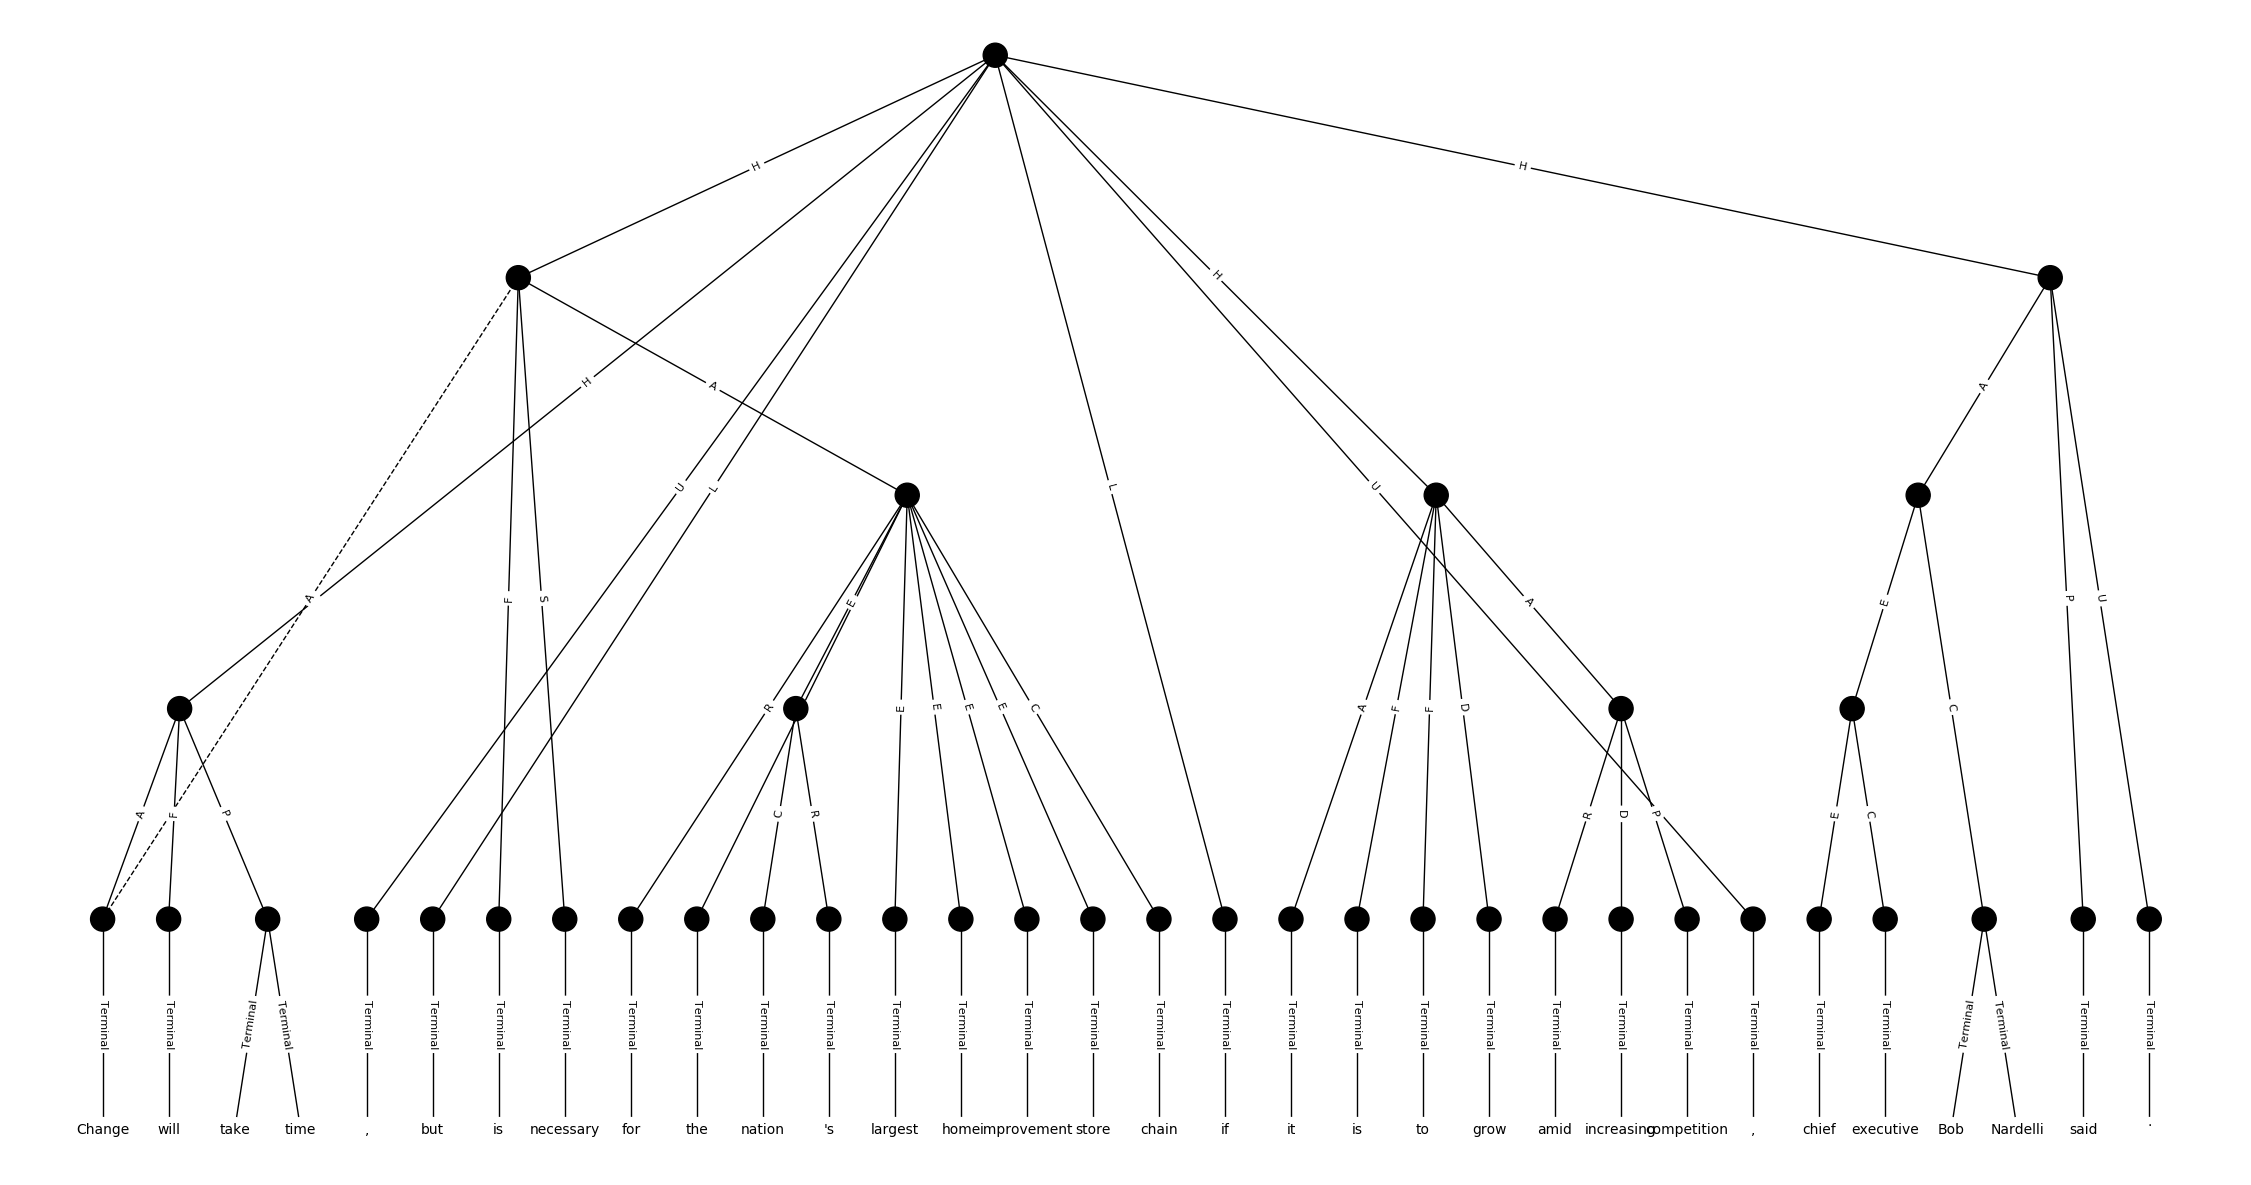 H H
H
H A A
U L L U
A E E A
F S
R E E E E C A F F D C P U
A F P C R R D P E C
Terminal Terminal Terminal Terminal Terminal Terminal Terminal Terminal Terminal Terminal Terminal Terminal Terminal Terminal Terminal Terminal Terminal Terminal Terminal Terminal Terminal Terminal Terminal Terminal Terminal Terminal Terminal Terminal Terminal Terminal
Change will take time , but is necessary for the nation 's largest home improvement store chain if it is to grow amid increasing competition , chief executive Bob Nardelli said .